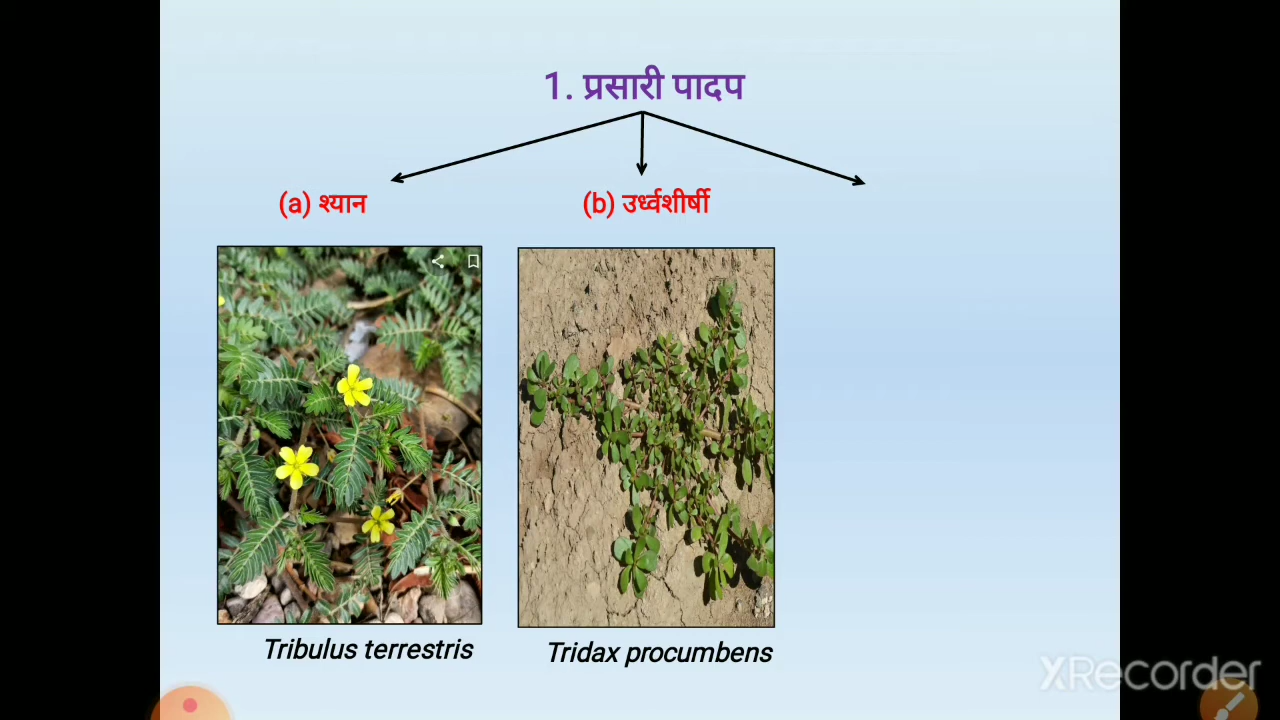 1. प्रसारी पादप
(a) श्यान
(b) उर्ध्वशीर्षी
Tribulus terrestris
Tridax procumbens
XRecorder